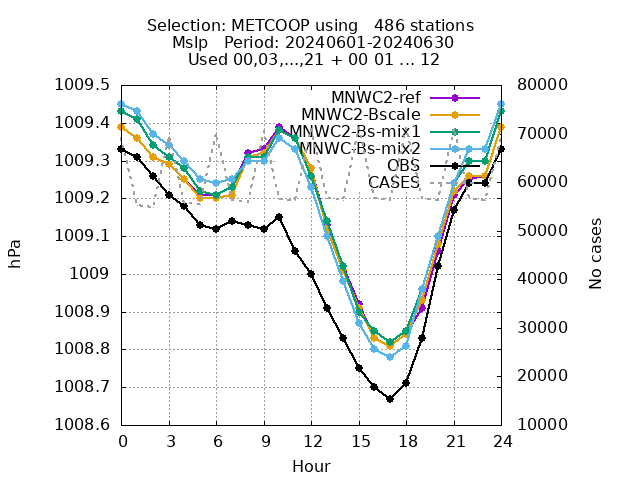 Selection: METCOOP using   486 stations
Mslp   Period: 20240601-20240630
Used 00,03,...,21 + 00 01 ... 12
MNWC2-ref
MNWC2-Bscale
MNWC2-Bs-mix1
MNWC-Bs-mix2
OBS
CASES
1009.5
1009.4
1009.3
1009.2
1009.1
1009
1008.9
1008.8
1008.7
1008.6
hPa
80000
70000
60000
50000
40000
30000
20000
10000
No cases
0 3 6 9 12 15 18 21 24
Hour